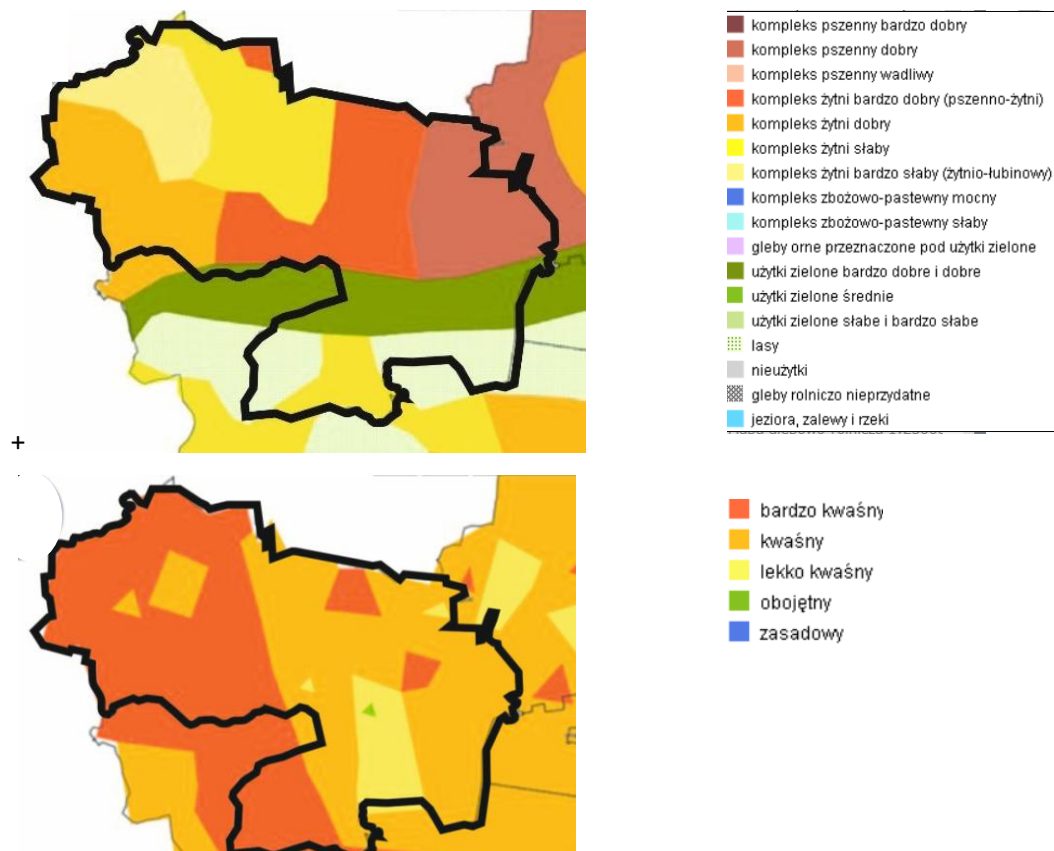 kompleks pszenny bardzo dobry
kompleks pszenny dobry
kompleks pszenny wadliwy
kompleks żytni bardzo dobry (pszenno-żytni)
kompleks żytni dobry
kompleks żytni słaby
kompleks żytni bardzo słaby (żytnio-łubinowy)
kompleks zbożowo-pastewny mocny
kompleks zbożowo-pastewny słaby
gleby orne przeznaczone pod użytki zielone
użytki zielone bardzo dobre i dobre
użytki zielone średnie
użytki zielone słabe i bardzo słabe
lasy
nieużytki
gleby rolniczo nieprzydatne
jeziora, zalewy i rzeki
+
bardzo kwaśny
kwaśny
lekko kwaśny
obojętny
zasadowy